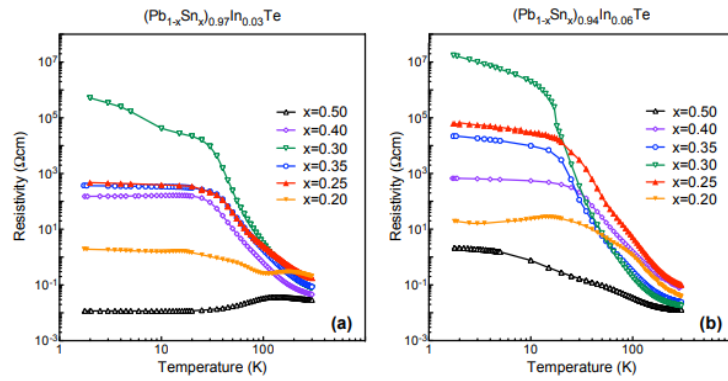 (Pb1-xSnx)0.97In0.03Te
(Pb1-xSnx)0.94In0.06Te
Resistivity (Ωcm)
10^7
10^5
10^3
10^1
10^-1
10^-3
x=0.50
x=0.40
x=0.30
x=0.35
x=0.25
x=0.20
(a)
1
10
100
Temperature (K)
Resistivity (Ωcm)
10^7
10^5
10^3
10^1
10^-1
10^-3
x=0.50
x=0.40
x=0.35
x=0.30
x=0.25
x=0.20
(b)
1
10
100
Temperature (K)